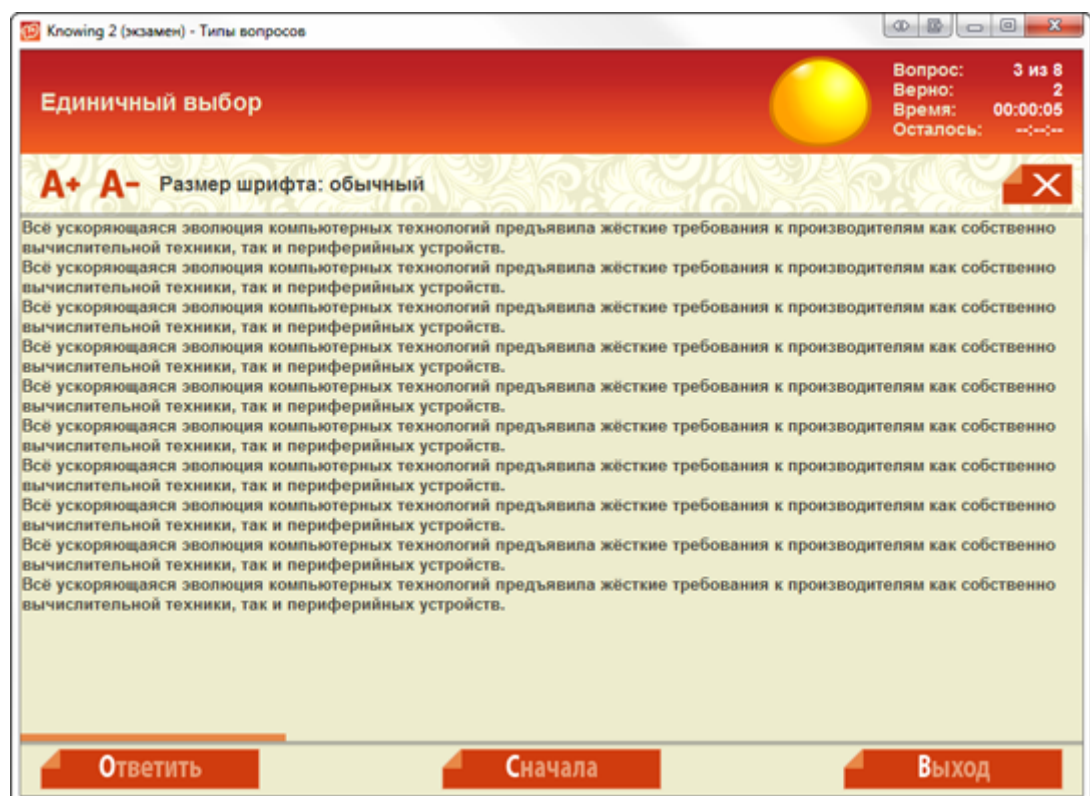 Knowing 2 (экзамен) - Типы вопросов
Единичный выбор
Вопрос: 3 из 8
Верно: 2
Время: 00:00:05
Осталось: --:--:--
A+ A- Размер шрифта: обычный
Всё ускоряющаяся эволюция компьютерных технологий предъявила жёсткие требования к производителям как собственно
вычислительной техники, так и периферийных устройств.
Всё ускоряющаяся эволюция компьютерных технологий предъявила жёсткие требования к производителям как собственно
вычислительной техники, так и периферийных устройств.
Всё ускоряющаяся эволюция компьютерных технологий предъявила жёсткие требования к производителям как собственно
вычислительной техники, так и периферийных устройств.
Всё ускоряющаяся эволюция компьютерных технологий предъявила жёсткие требования к производителям как собственно
вычислительной техники, так и периферийных устройств.
Всё ускоряющаяся эволюция компьютерных технологий предъявила жёсткие требования к производителям как собственно
вычислительной техники, так и периферийных устройств.
Всё ускоряющаяся эволюция компьютерных технологий предъявила жёсткие требования к производителям как собственно
вычислительной техники, так и периферийных устройств.
Всё ускоряющаяся эволюция компьютерных технологий предъявила жёсткие требования к производителям как собственно
вычислительной техники, так и периферийных устройств.
Всё ускоряющаяся эволюция компьютерных технологий предъявила жёсткие требования к производителям как собственно
вычислительной техники, так и периферийных устройств.
Всё ускоряющаяся эволюция компьютерных технологий предъявила жёсткие требования к производителям как собственно
вычислительной техники, так и периферийных устройств.
Всё ускоряющаяся эволюция компьютерных технологий предъявила жёсткие требования к производителям как собственно
вычислительной техники, так и периферийных устройств.
Ответить
Сначала
Выход